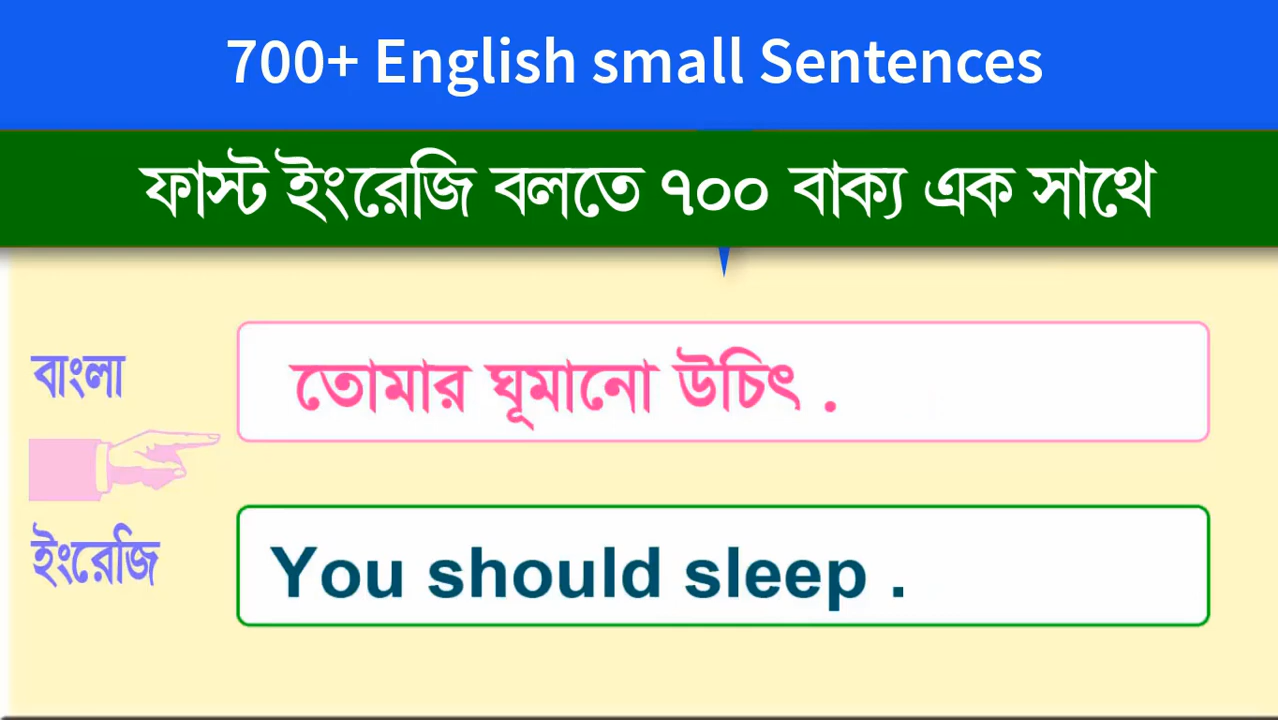 700+ English small Sentences
ফাস্ট ইংরেজি বলতে ৭০০ বাক্য এক সাথে
বাংলা
তোমার ঘূমানো উচিৎ .
ইংরেজি
You should sleep .